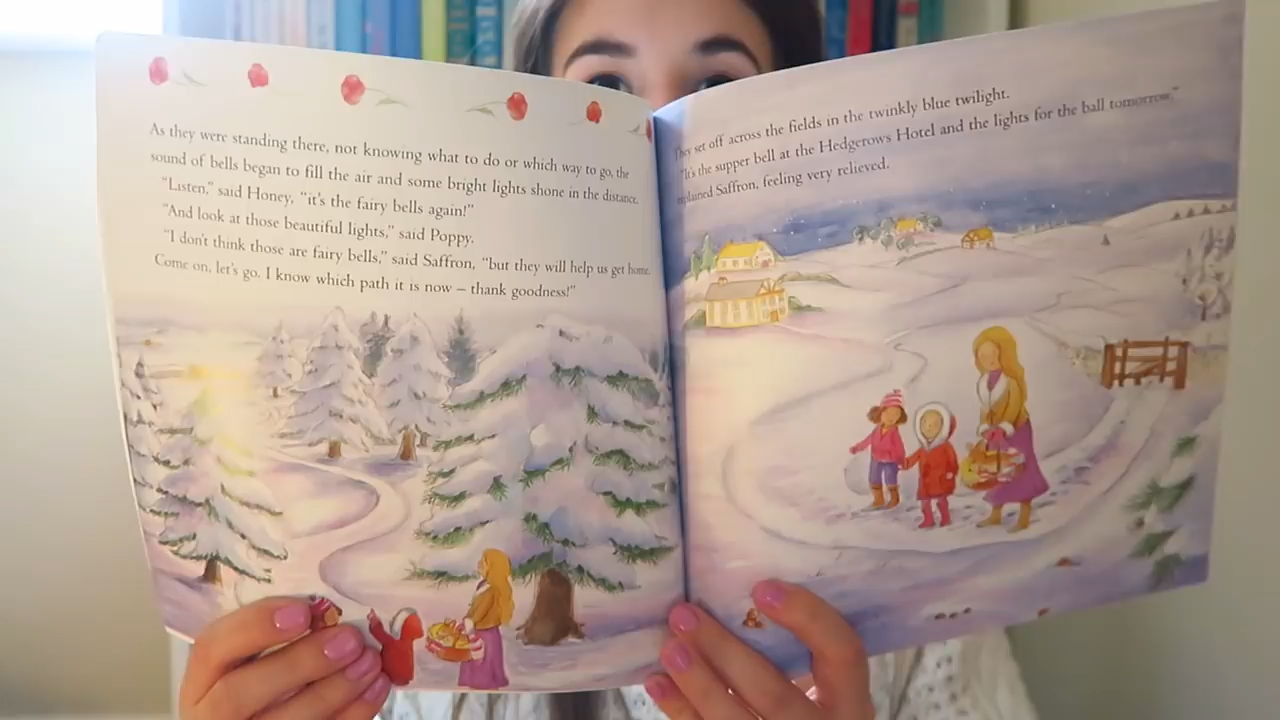 As they were standing there, not knowing what to do or which way to go, the
sound of bells began to fill the air and some bright lights shone in the distance.
"Listen," said Honey, "it's the fairy bells again!"
"And look at those beautiful lights," said Poppy.
"I don't think those are fairy bells," said Saffron, "but they will help us get home.
Come on, let's go. I know which path it is now – thank goodness!"
They set off across the fields in the twinkly blue twilight.
"It's the supper bell at the Hedgerows Hotel and the lights for the ball tomorrow,"
explained Saffron, feeling very relieved.